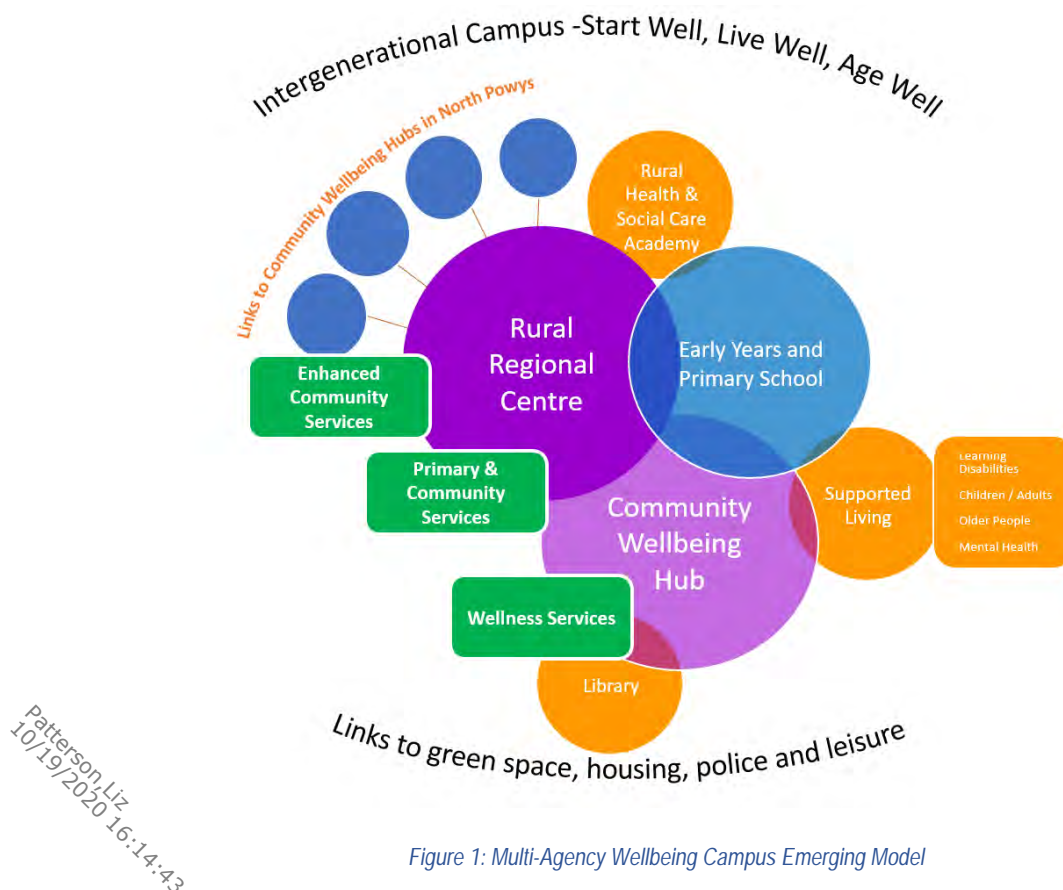 Intergenerational Campus -Start Well, Live Well, Age Well
Links to Community Wellbeing Hubs in North Powys
Rural
Health &
Social Care
Academy
Rural
Regional
Centre
Early Years and
Primary School
Enhanced
Community
Services
Primary &
Community
Services
Community
Wellbeing
Hub
Supported
Living
Learning
Disabilities
Children / Adults
Older People
Mental Health
Wellness Services
Library
Links to green space, housing, police and leisure
Patterson,Liz
10/19/2020 16:14:43
Figure 1: Multi-Agency Wellbeing Campus Emerging Model